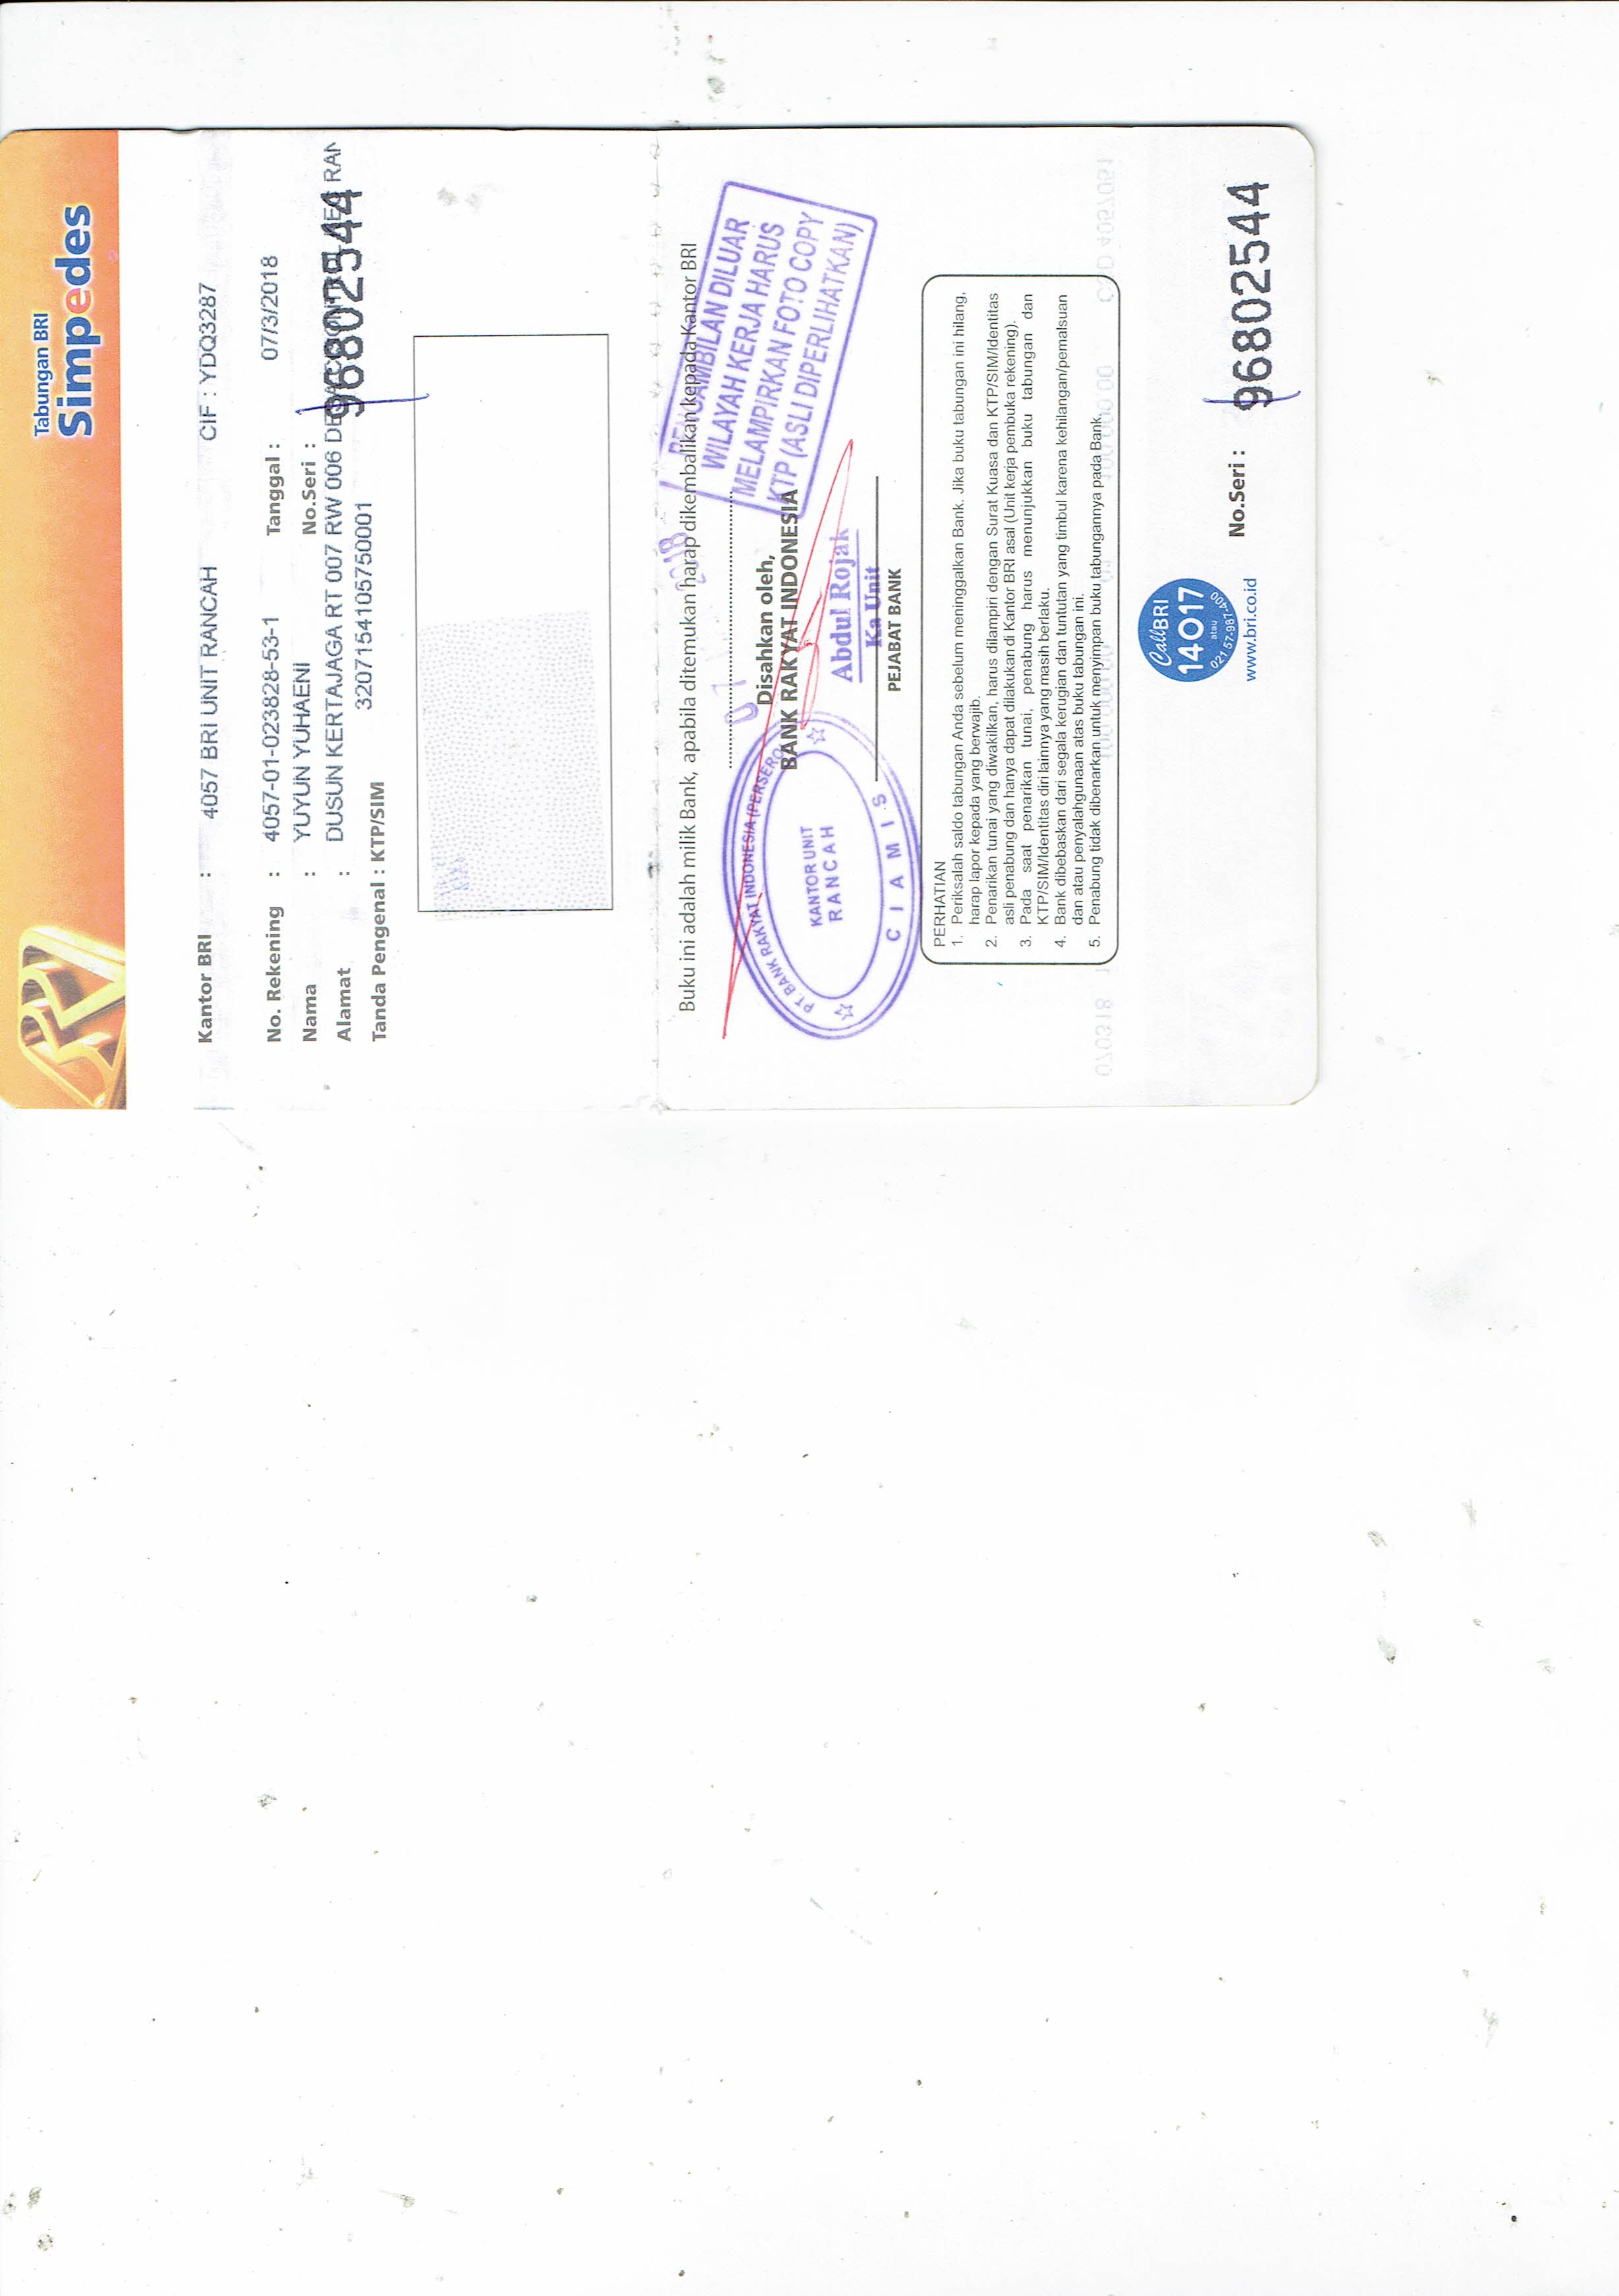 Tabungan BRI
Simpedes
Kantor BRI : 4057 BRI UNIT RANCAH CIF : YDQ3287
No. Rekening : 4057-01-023828-53-1 Tanggal : 07/3/2018
Nama : YUYUN YUHAENI No.Seri : 96802544
Alamat : DUSUN KERTAJAGA RT 007 RW 006 RAN
Tanda Pengenal : KTP/SIM 3207154105750001
Buku ini adalah milik Bank, apabila ditemukan harap dikembalikan kepada Kantor BRI
07 2018
Disahkan oleh,
BANK RAKYAT INDONESIA
Abdul Rojak
Ka Unit
PEJABAT BANK
PT. BANK RAKYAT INDONESIA (PERSERO)
KANTOR UNIT
RANCAH
CIAMIS
PENGAMBILAN DILUAR
WILAYAH KERJA HARUS
MELAMPIRKAN FOTO COPY
KTP (ASLI DIPERLIHATKAN)
PERHATIAN
1. Periksalah saldo tabungan Anda sebelum meninggalkan Bank. Jika buku tabungan ini hilang,
harap lapor kepada yang berwajib.
2. Penarikan tunai yang diwakilkan, harus dilampiri dengan Surat Kuasa dan KTP/SIM/Identitas
asli penabung dan hanya dapat dilakukan di Kantor BRI asal (Unit kerja pembuka rekening).
3. Pada saat penarikan tunai, penabung harus menunjukkan buku tabungan dan
KTP/SIM/Identitas diri lainnya yang masih berlaku.
4. Bank dibebaskan dari segala kerugian dan tuntutan yang timbul karena kehilangan/pemalsuan
dan atau penyalahgunaan atas buku tabungan ini.
5. Penabung tidak dibenarkan untuk menyimpan buku tabungannya pada Bank.
Call BRI
14017
atau
021 57-987-400
www.bri.co.id
No.Seri : 96802544